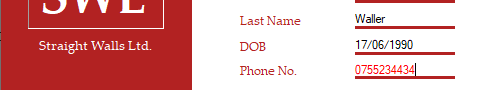 SWL
Straight Walls Ltd.
Last Name Waller
DOB 17/06/1990
Phone No. 0755234434